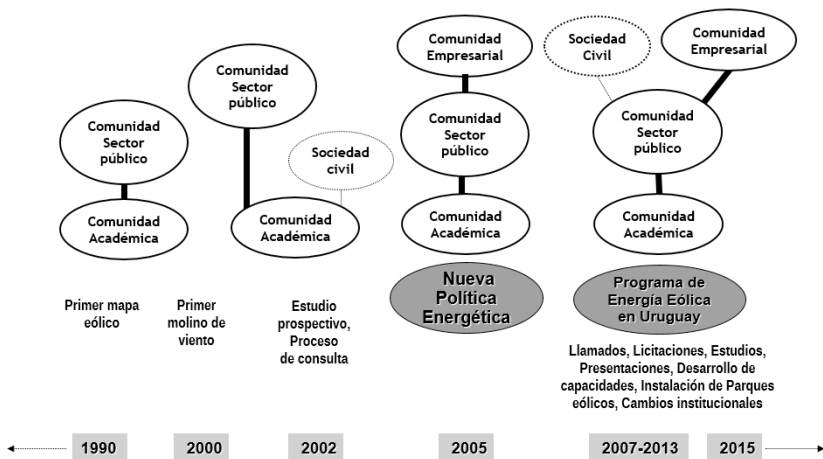 Comunidad
Sector
público
Comunidad
Académica
Primer mapa
eólico
Comunidad
Sector
público
Sociedad
civil
Comunidad
Académica
Primer
molino de
viento
Estudio
prospectivo,
Proceso
de consulta
Comunidad
Empresarial
Comunidad
Sector
público
Comunidad
Académica
Nueva
Política
Energética
Sociedad
Civil
Comunidad
Empresarial
Comunidad
Sector
público
Comunidad
Académica
Programa de
Energía Eólica
en Uruguay
Llamados, Licitaciones, Estudios,
Presentaciones, Desarrollo de
capacidades, Instalación de Parques
eólicos, Cambios institucionales
1990
2000
2002
2005
2007-2013
2015